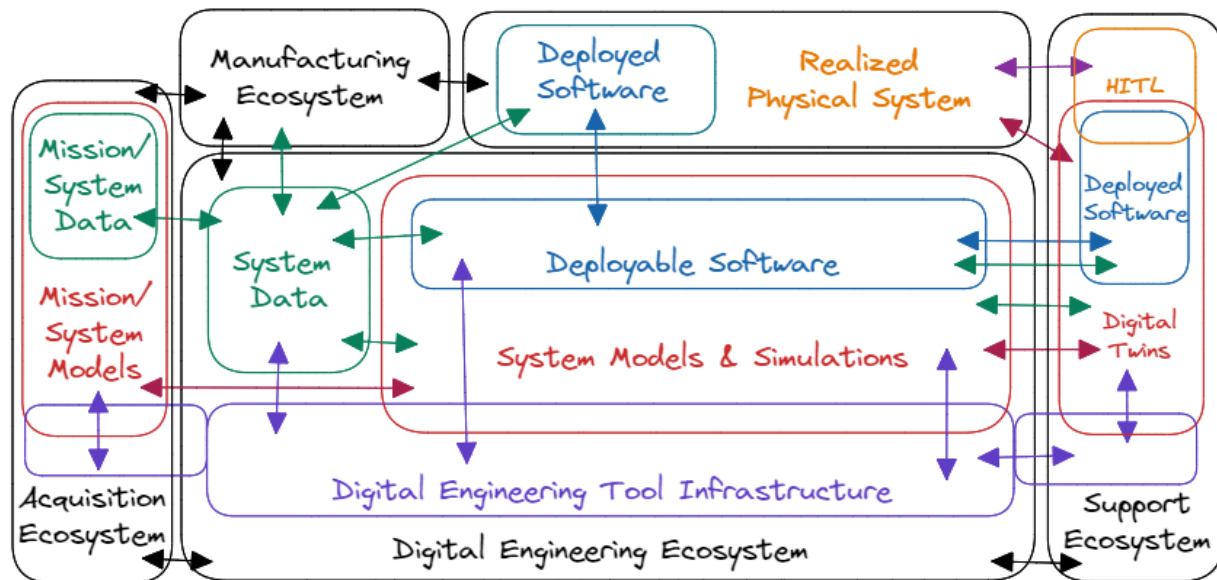 Manufacturing
Ecosystem
Deployed
Software
Realized
Physical System
HITL
Mission/
System
Data
Deployed
Software
System
Data
Deployable Software
Mission/
System
Models
System Models & Simulations
Digital
Twins
Digital Engineering Tool Infrastructure
Acquisition
Ecosystem
Digital Engineering Ecosystem
Support
Ecosystem